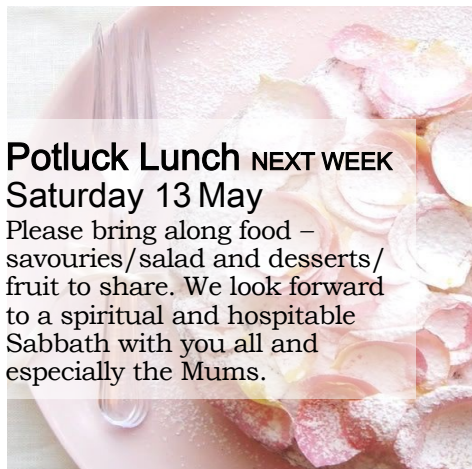 Potluck Lunch NEXT WEEK
Saturday 13 May
Please bring along food –
savouries/salad and desserts/
fruit to share. We look forward
to a spiritual and hospitable
Sabbath with you all and
especially the Mums.